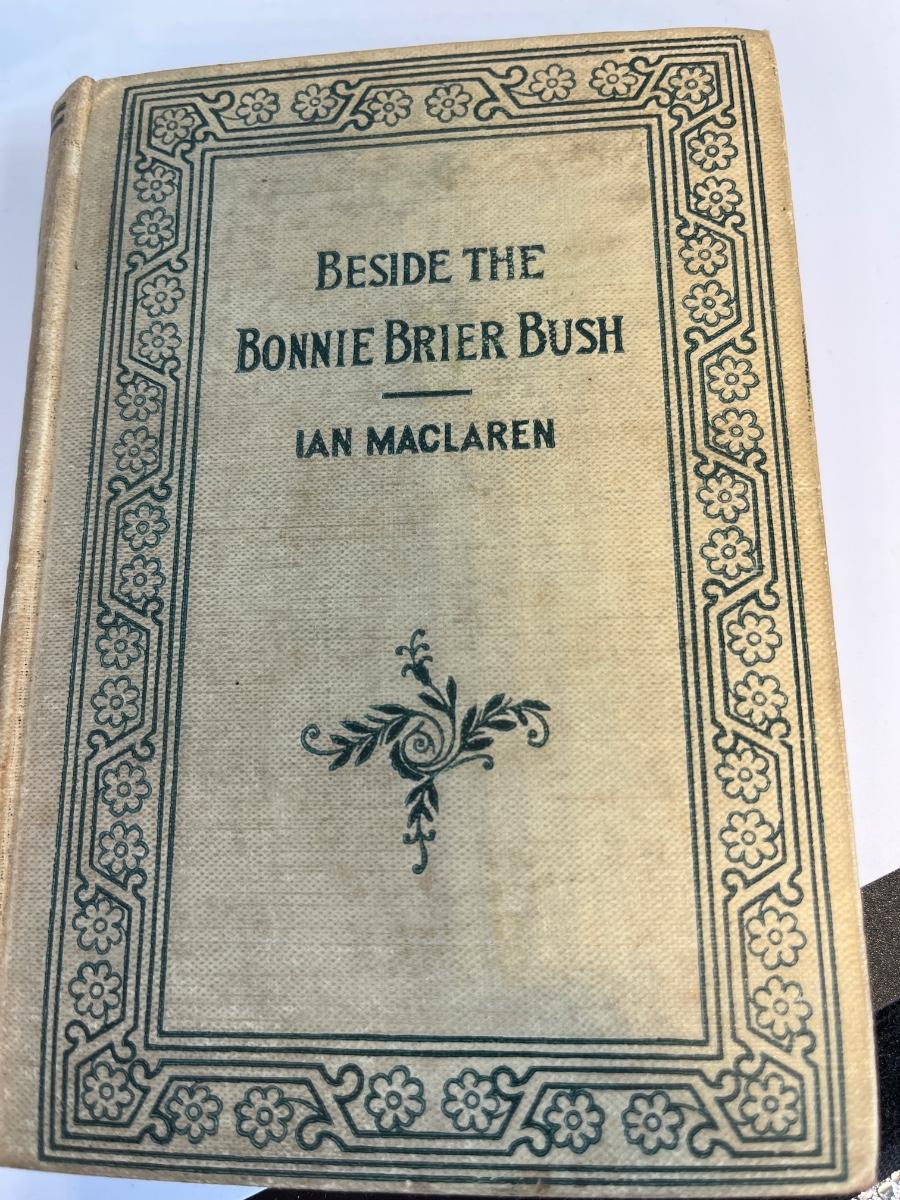 BESIDE THE
BONNIE BRIER BUSH
IAN MACLAREN